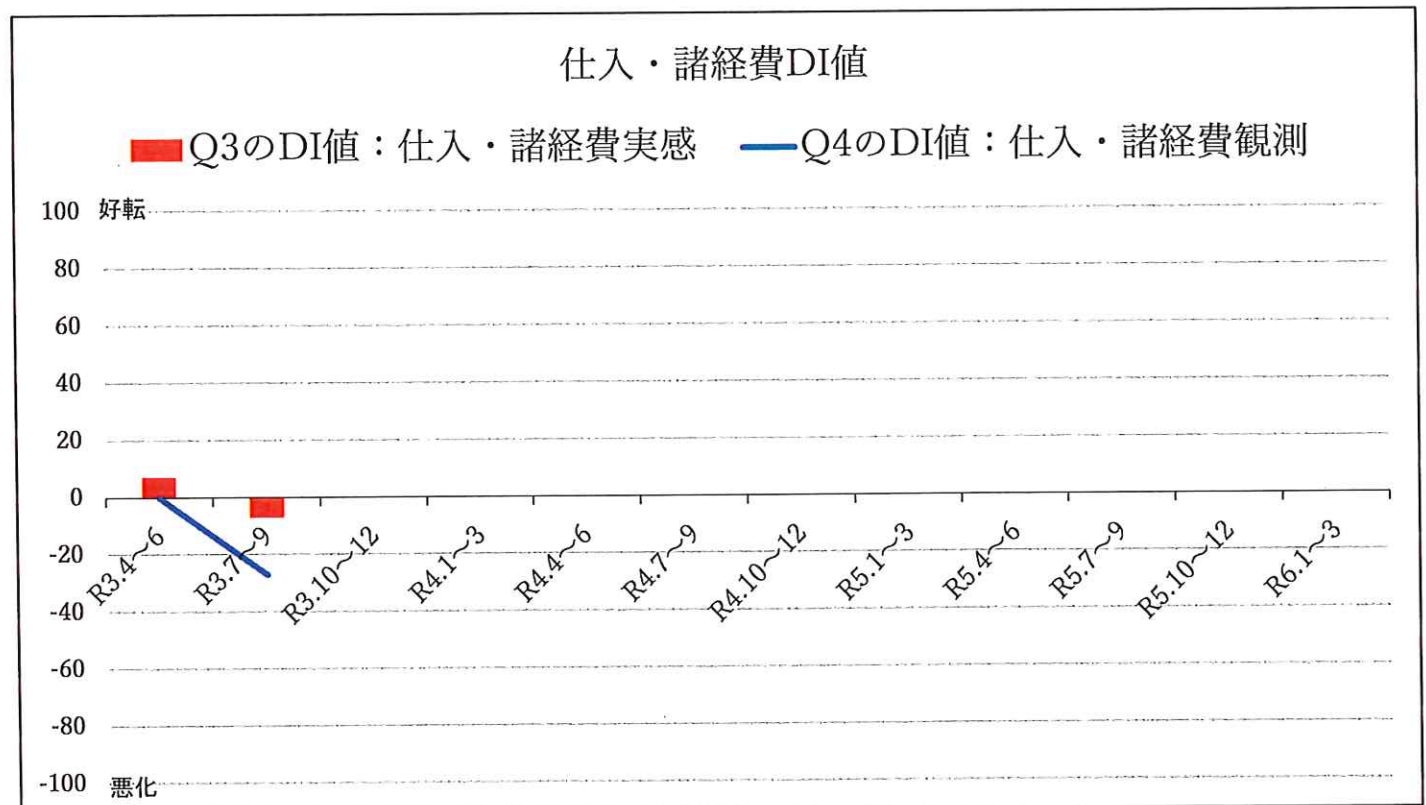 仕入・諸経費DI値
Q3のDI値：仕入・諸経費実感 Q4のDI値：仕入・諸経費観測
100 好転
80
60
40
20
0
-20
-40
-60
-80
-100 悪化
R3.4～6
R3.7～9
R3.10～12
R4.1～3
R4.4～6
R4.7～9
R4.10～12
R5.1～3
R5.4～6
R5.7～9
R5.10～12
R6.1～3